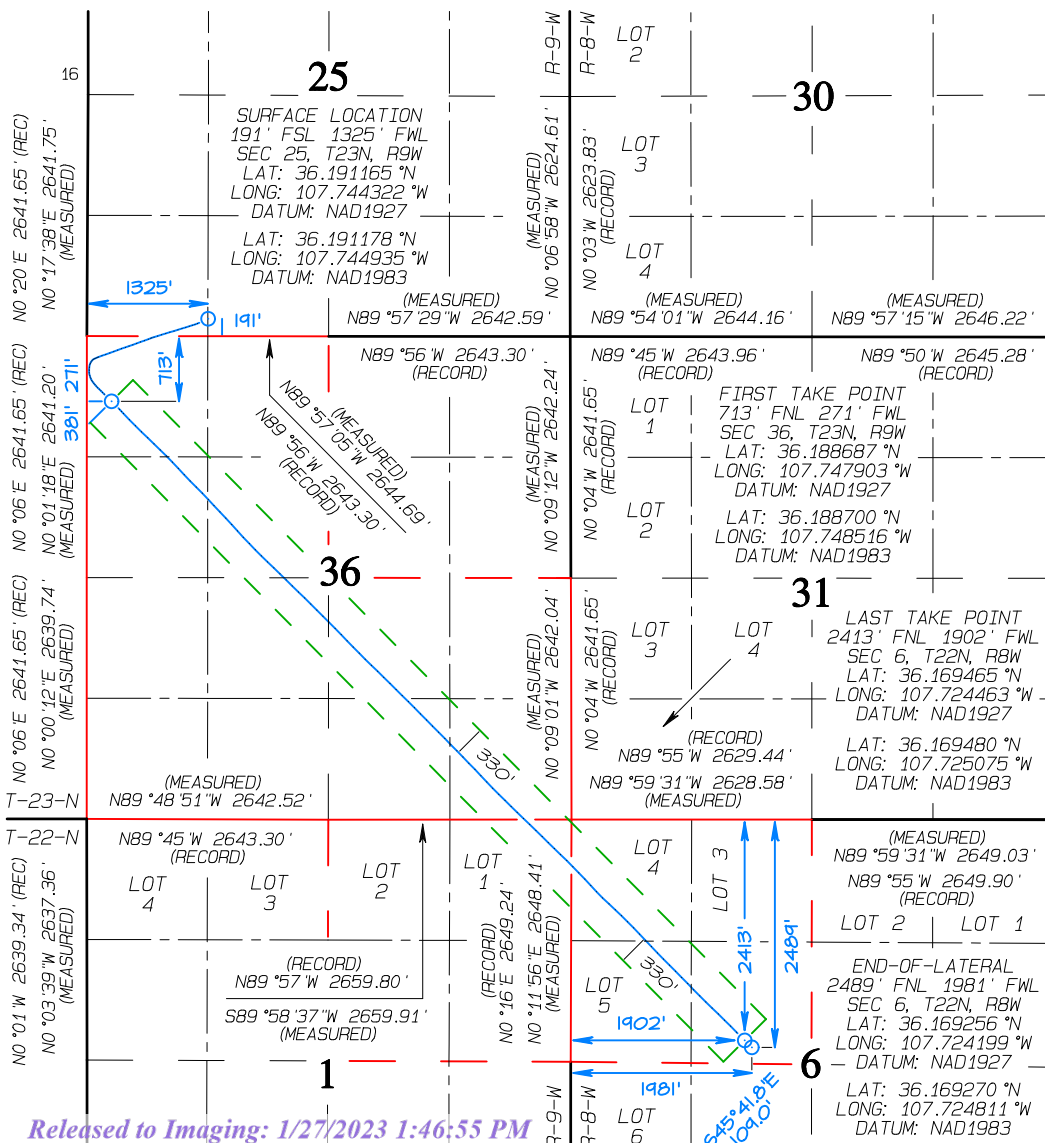 16
25
R-9-W
R-8-W
LOT
2
30
SURFACE LOCATION
191' FSL 1325' FWL
SEC 25, T23N, R9W
LAT: 36.191165 °N
LONG: 107.744322 °W
DATUM: NAD1927
LAT: 36.191178 °N
LONG: 107.744935 °W
DATUM: NAD1983
N0 °20'E 2641.65' (REC)
N0 °17'38"E 2641.75'
(MEASURED)
(MEASURED)
N0 °06'58"W 2624.61'
N0 °03'W 2623.83'
(RECORD)
LOT
3
LOT
4
1325'
191'
(MEASURED)
N89 °57'29"W 2642.59'
(MEASURED)
N89 °54'01"W 2644.16'
(MEASURED)
N89 °57'15"W 2646.22'
N89 °56'W 2643.30'
(RECORD)
N89 °45'W 2643.96'
(RECORD)
N89 °50'W 2645.28'
(RECORD)
713'
381' 271'
N0 °06'E 2641.65' (REC)
N0 °01'18"E 2641.20'
(MEASURED)
(MEASURED)
N89 °57'05"W 2644.69'
N89 °56'W 2643.30'
(RECORD)
(MEASURED)
N0 °09'12"W 2642.24'
N0 °04'W 2641.65'
(RECORD)
LOT
1
LOT
2
FIRST TAKE POINT
713' FNL 271' FWL
SEC 36, T23N, R9W
LAT: 36.188687 °N
LONG: 107.747903 °W
DATUM: NAD1927
LAT: 36.188700 °N
LONG: 107.748516 °W
DATUM: NAD1983
36
31
N0 °06'E 2641.65' (REC)
N0 °00'12"E 2639.74'
(MEASURED)
(MEASURED)
N0 °09'01"W 2642.04'
N0 °04'W 2641.65'
(RECORD)
LOT
3
LOT
4
LAST TAKE POINT
2413' FNL 1902' FWL
SEC 6, T22N, R8W
LAT: 36.169465 °N
LONG: 107.724463 °W
DATUM: NAD1927
LAT: 36.169480 °N
LONG: 107.725075 °W
DATUM: NAD1983
330'
(RECORD)
N89 °55'W 2629.44'
N89 °59'31"W 2628.58'
(MEASURED)
(MEASURED)
N89 °48'51"W 2642.52'
T-23-N
T-22-N
N89 °45'W 2643.30'
(RECORD)
(MEASURED)
N89 °59'31"W 2649.03'
N89 °55'W 2649.90'
(RECORD)
N0 °01'W 2639.34' (REC)
N0 °03'39"W 2637.36'
(MEASURED)
LOT
4
LOT
3
LOT
2
LOT
1
LOT
4
LOT 3
LOT 2
LOT 1
(RECORD)
N0 °16'E 2649.24'
N0 °11'56"E 2648.41'
(MEASURED)
2413'
2489'
(RECORD)
N89 °57'W 2659.80'
S89 °58'37"W 2659.91'
(MEASURED)
330'
LOT
5
1902'
1981'
END-OF-LATERAL
2489' FNL 1981' FWL
SEC 6, T22N, R8W
LAT: 36.169256 °N
LONG: 107.724199 °W
DATUM: NAD1927
LAT: 36.169270 °N
LONG: 107.724811 °W
DATUM: NAD1983
1
6
R-9-W
R-8-W
LOT
6
S45°41.8'E
109.0'
Released to Imaging: 1/27/2023 1:46:55 PM